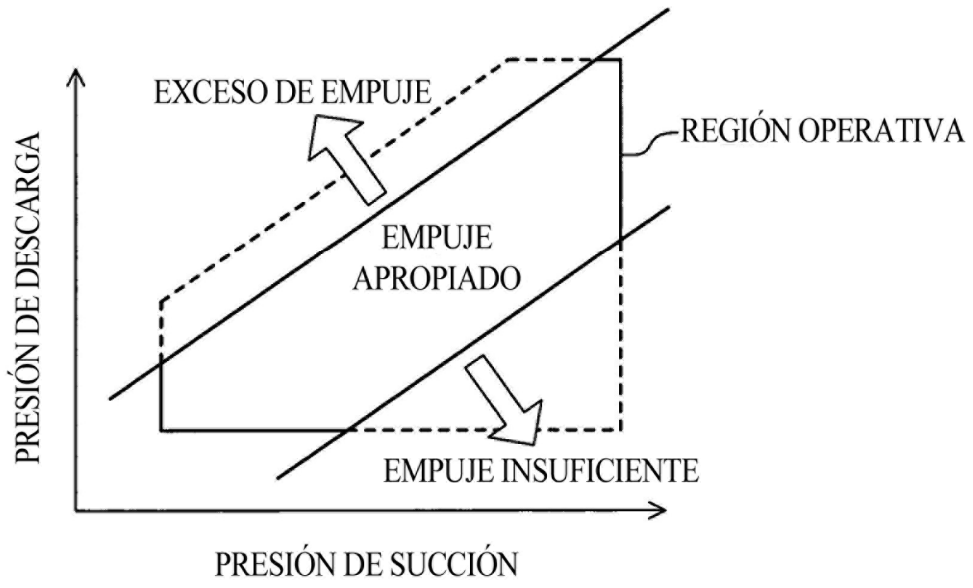 EXCESO DE EMPUJE
REGIÓN OPERATIVA
PRESIÓN DE DESCARGA
EMPUJE
APROPIADO
EMPUJE INSUFICIENTE
PRESIÓN DE SUCCIÓN